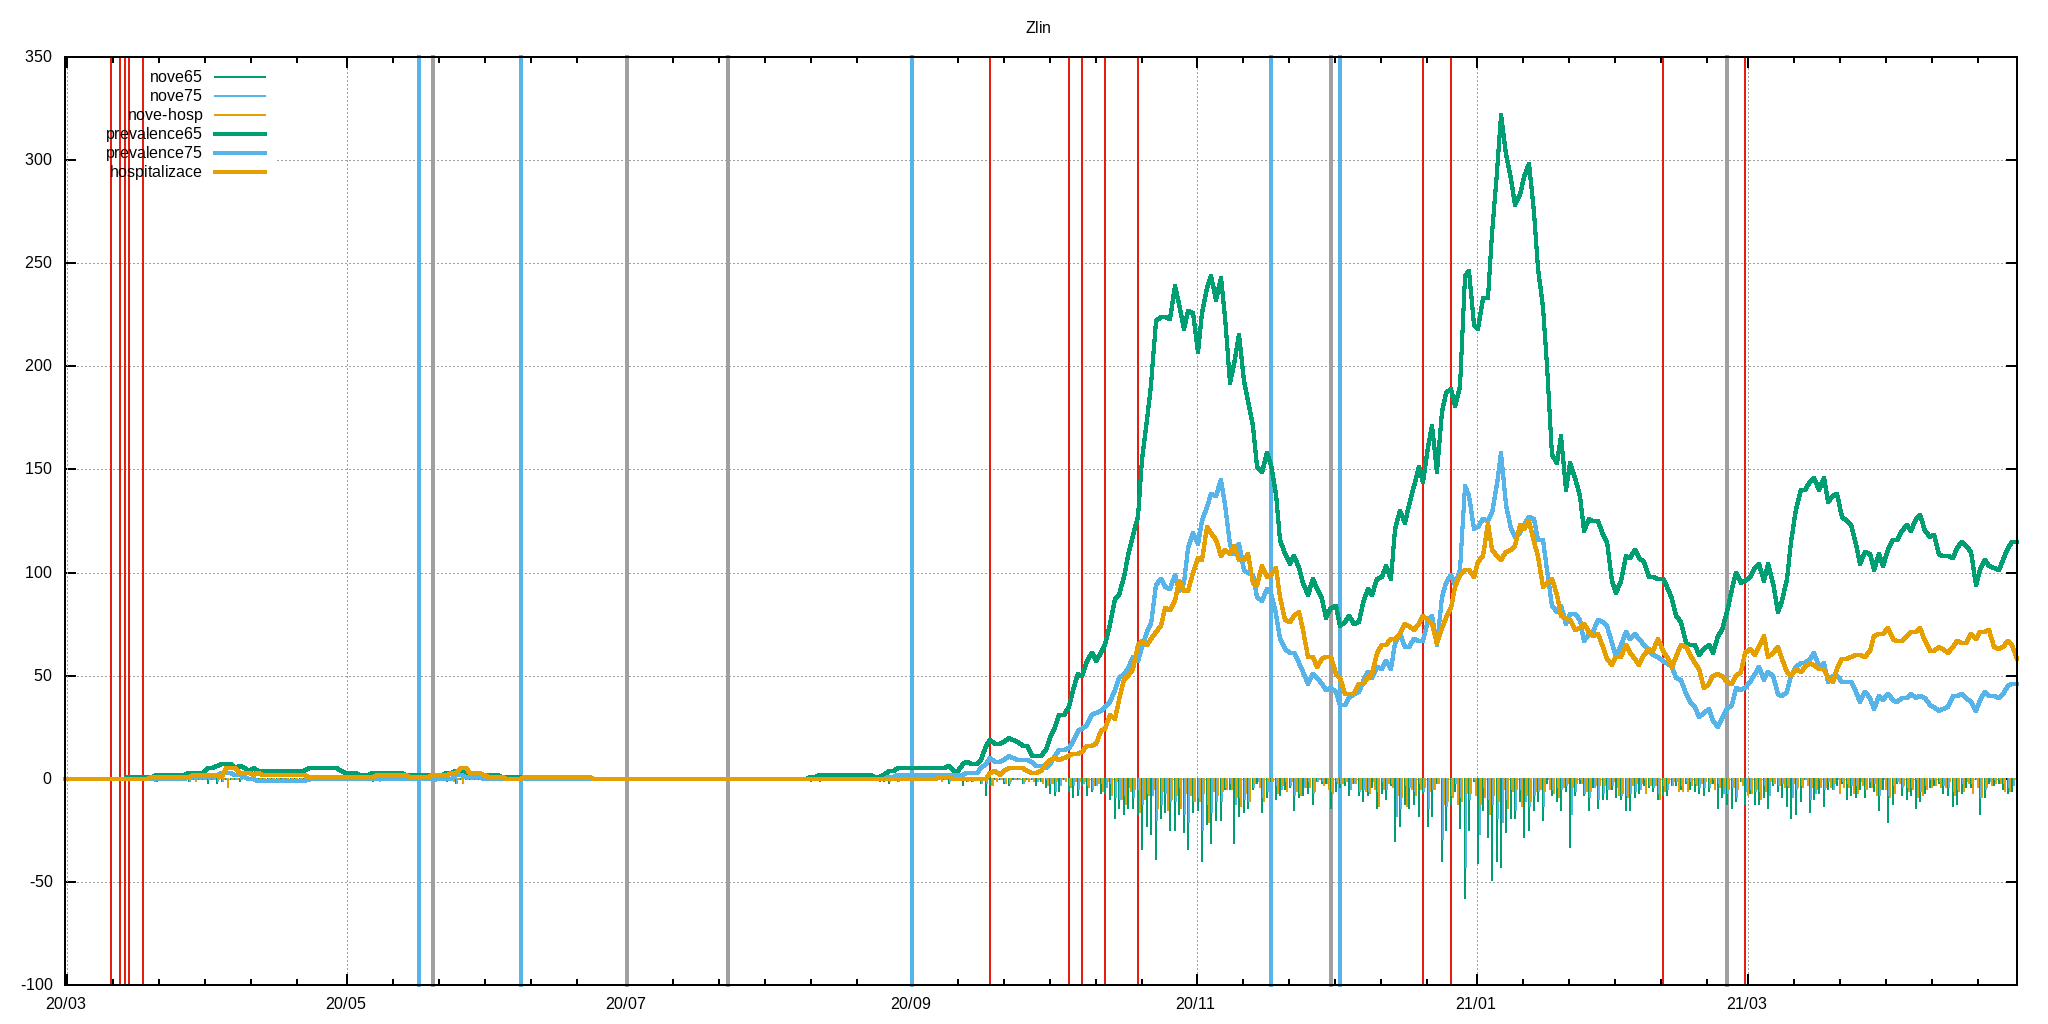 Zlin
350
300
250
200
150
100
50
0
-50
-100
nove65
nove75
nove-hosp
prevalence65
prevalence75
hospitalizace
20/03 20/05 20/07 20/09 20/11 21/01 21/03